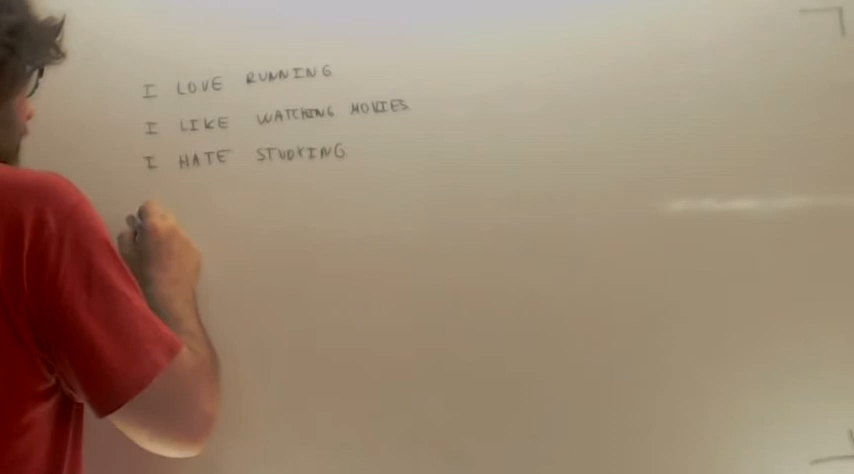 I LOVE RUNNING
I LIKE WATCHING MOVIES
I HATE STUDYING.